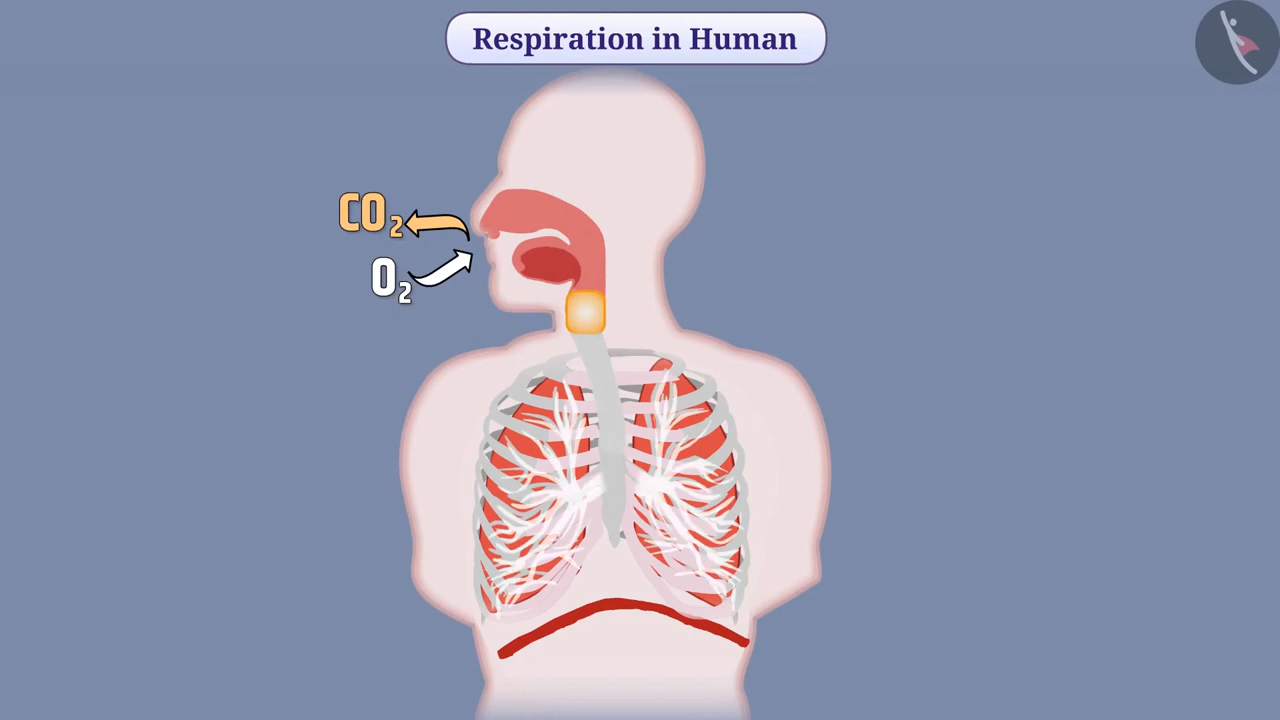 Respiration in Human
CO₂
O₂